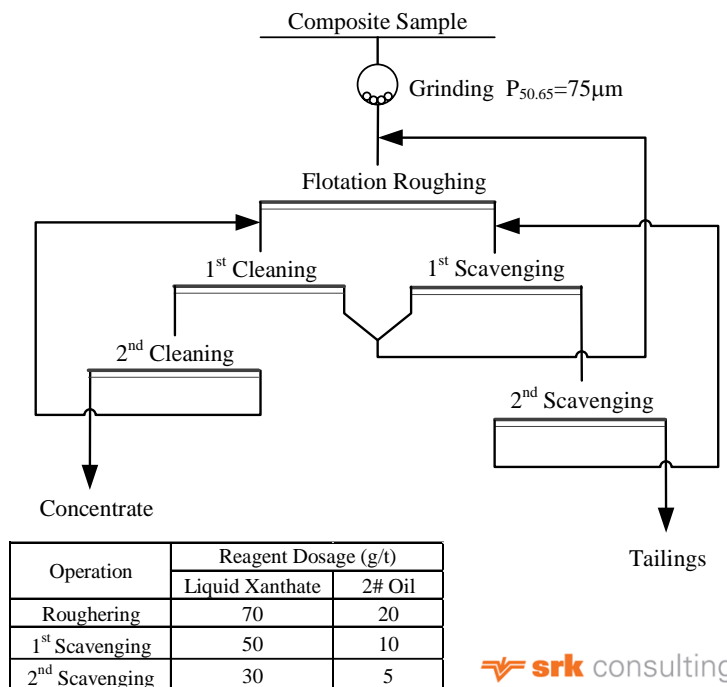 Composite Sample
Grinding P50.65=75μm
Flotation Roughing
1st Cleaning
1st Scavenging
2nd Cleaning
2nd Scavenging
Concentrate
Tailings
Operation
Reagent Dosage (g/t)
Liquid Xanthate
2# Oil
Roughering 70 20
1st Scavenging 50 10
2nd Scavenging 30 5
srk consulting